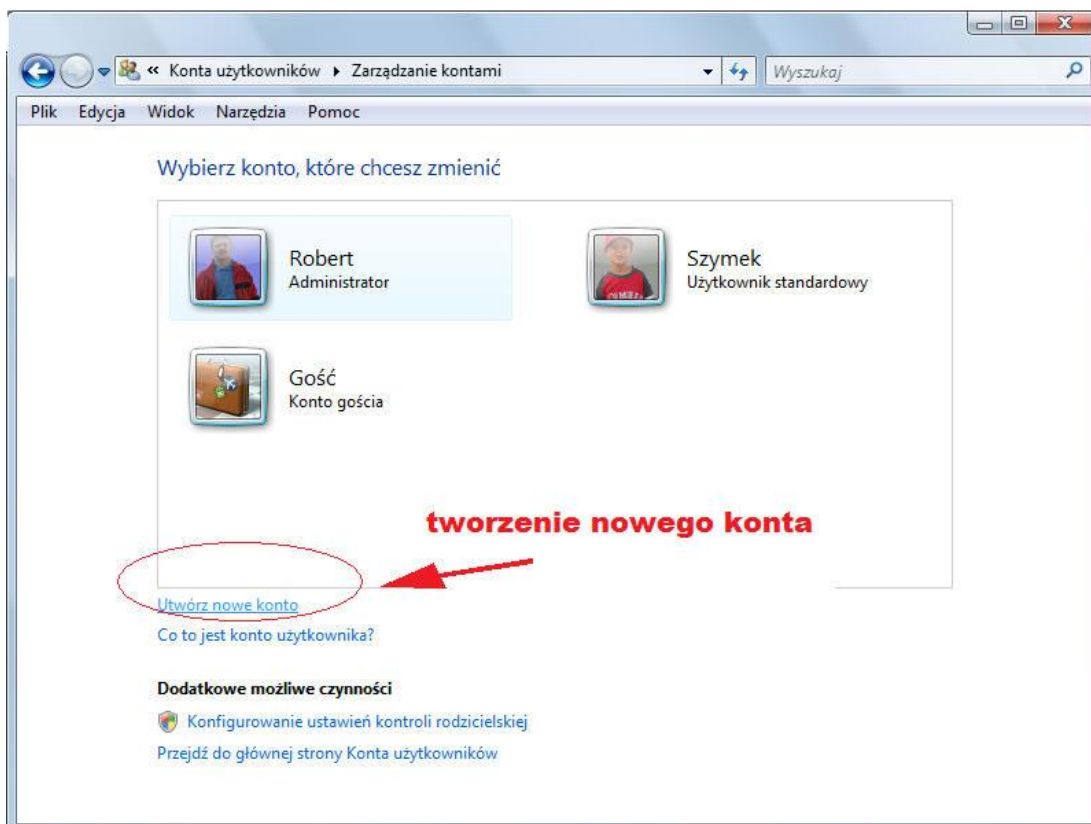 « Konta użytkowników ▸ Zarządzanie kontami
Wyszukaj
Plik Edycja Widok Narzędzia Pomoc
Wybierz konto, które chcesz zmienić
Robert
Administrator
Szymek
Użytkownik standardowy
Gość
Konto gościa
tworzenie nowego konta
Utwórz nowe konto
Co to jest konto użytkownika?
Dodatkowe możliwe czynności
Konfigurowanie ustawień kontroli rodzicielskiej
Przejdź do głównej strony Konta użytkowników